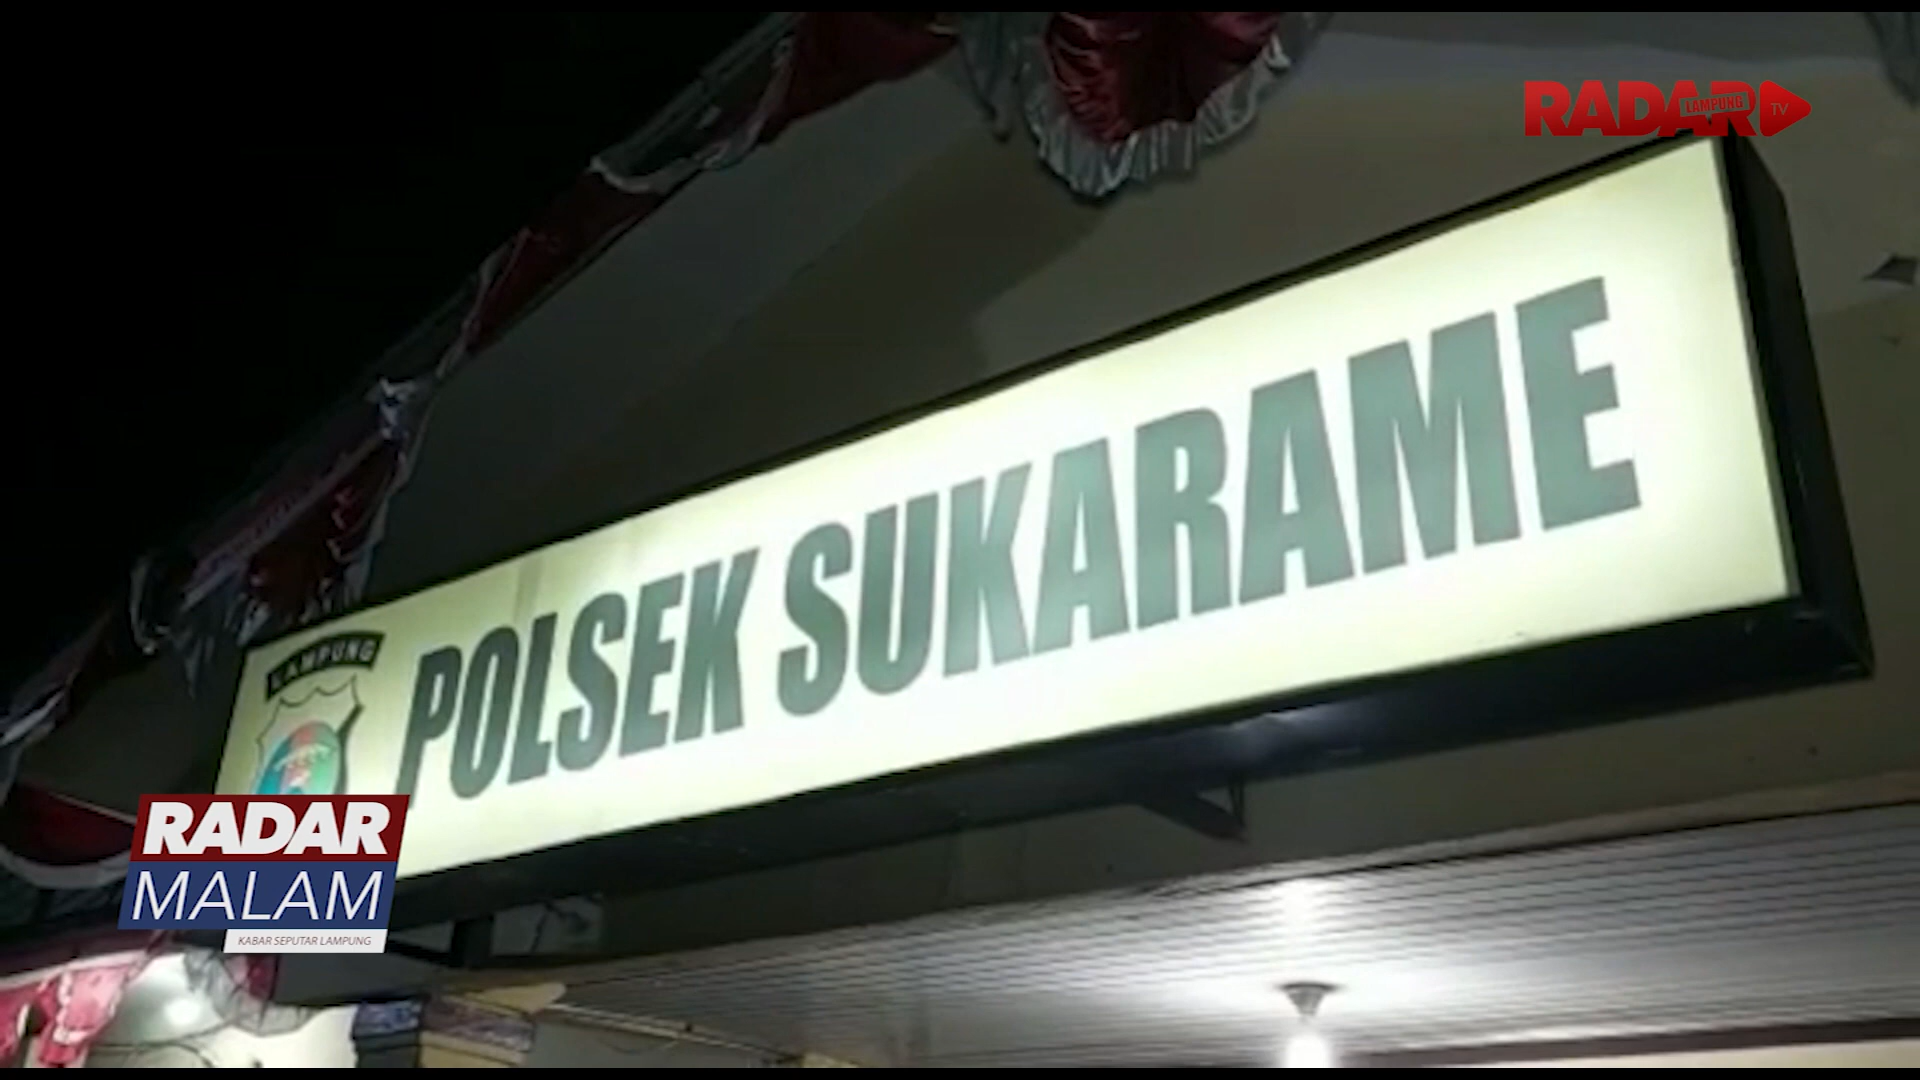 RADAR
LAMPUNG
TV
LAMPUNG
POLSEK SUKARAME
RADAR
MALAM
KABAR SEPUTAR LAMPUNG